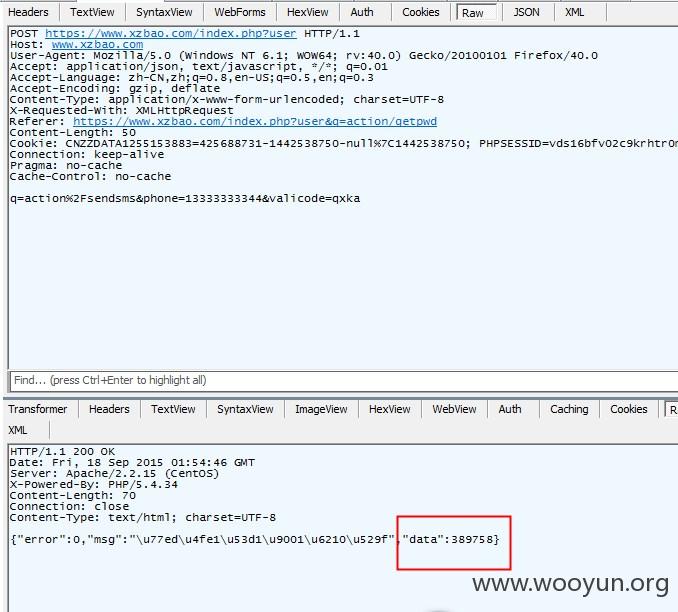 Headers TextView SyntaxView WebForms HexView Auth Cookies Raw JSON XML
POST https://www.xzbao.com/index.php?user HTTP/1.1
Host: www.xzbao.com
User-Agent: Mozilla/5.0 (Windows NT 6.1; WOW64; rv:40.0) Gecko/20100101 Firefox/40.0
Accept: application/json, text/javascript, */*; q=0.01
Accept-Language: zh-CN,zh;q=0.8,en-US;q=0.5,en;q=0.3
Accept-Encoding: gzip, deflate
Content-Type: application/x-www-form-urlencoded; charset=UTF-8
X-Requested-With: XMLHttpRequest
Referer: https://www.xzbao.com/index.php?user&q=action/getpwd
Content-Length: 50
Cookie: CNZZDATA1255153883=425688731-1442538750-null%7C1442538750; PHPSESSID=vds16bfv02c9krhtr0
Connection: keep-alive
Pragma: no-cache
Cache-Control: no-cache
q=action%2Fsendsms&phone=13333333344&valicode=qxka
Find... (press Ctrl+Enter to highlight all)
Transformer Headers TextView SyntaxView ImageView HexView WebView Auth Caching Cookies R
XML
HTTP/1.1 200 OK
Date: Fri, 18 Sep 2015 01:54:46 GMT
Server: Apache/2.2.15 (CentOS)
X-Powered-By: PHP/5.4.34
Content-Length: 70
Connection: close
Content-Type: text/html; charset=UTF-8
{"error":0,"msg":"\u77ed\u4fe1\u53d1\u9001\u6210\u529f","data":389758}
www.wooyun.org